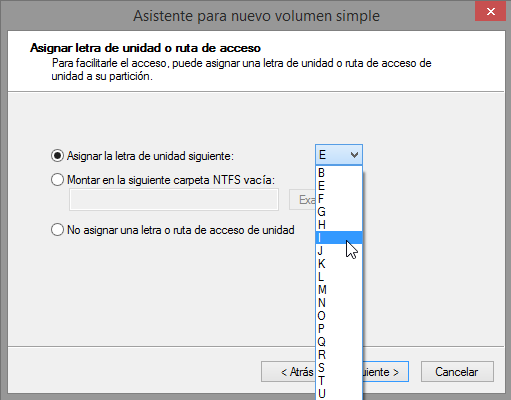 Asistente para nuevo volumen simple
Asignar letra de unidad o ruta de acceso
Para facilitarle el acceso, puede asignar una letra de unidad o ruta de acceso de
unidad a su partición.
Asignar la letra de unidad siguiente:
E
Montar en la siguiente carpeta NTFS vacía:
Exa
No asignar una letra o ruta de acceso de unidad
B
E
F
G
H
I
J
K
L
M
N
O
P
Q
R
S
T
U
< Atrás
uiente >
Cancelar